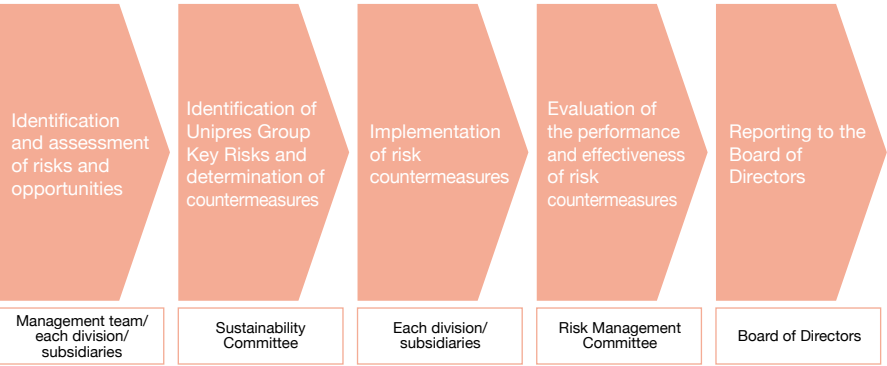 Identification
and assessment
of risks and
opportunities
Identification of
Unipres Group
Key Risks and
determination of
countermeasures
Implementation
of risk
countermeasures
Evaluation of
the performance
and effectiveness
of risk
countermeasures
Reporting to the
Board of
Directors
Management team/
each division/
subsidiaries
Sustainability
Committee
Each division/
subsidiaries
Risk Management
Committee
Board of Directors